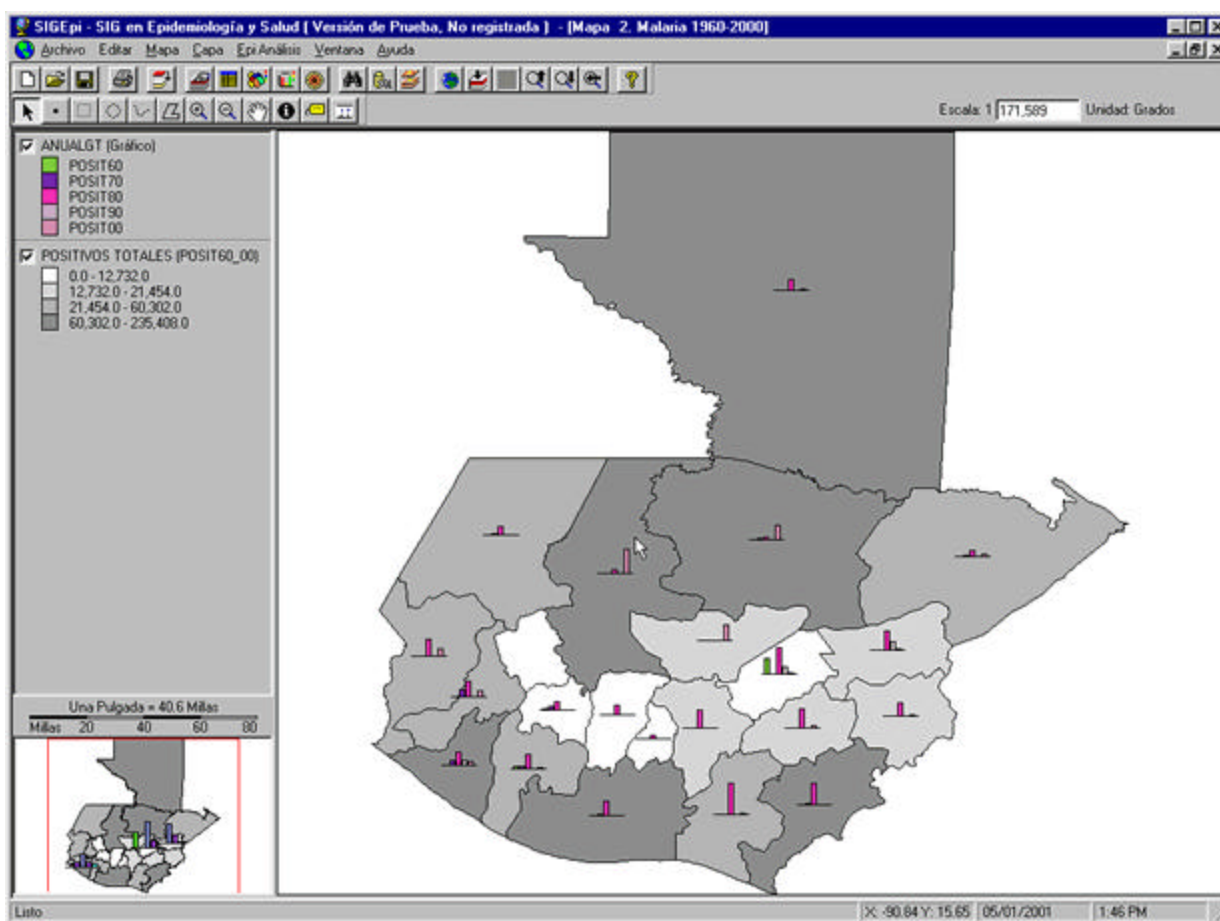 SIGEpi - SIG en Epidemiología y Salud ( Versión de Prueba, No registrada ) - [Mapa 2. Malaria 1960-2000]
Archivo Editar Mapa Capa Epi Análisis Ventana Ayuda
Escala: 1 171,589 Unidad: Grados
ANUALGT (Gráfico)
POSIT60
POSIT70
POSIT80
POSIT90
POSIT00
POSITIVOS TOTALES (POSIT60_00)
0.0 - 12,732.0
12,732.0 - 21,454.0
21,454.0 - 60,302.0
60,302.0 - 235,408.0
Una Pulgada = 40.6 Millas
Millas 20 40 60 80
Listo X: -90.84 Y: 15.65 05/01/2001 1:46 PM